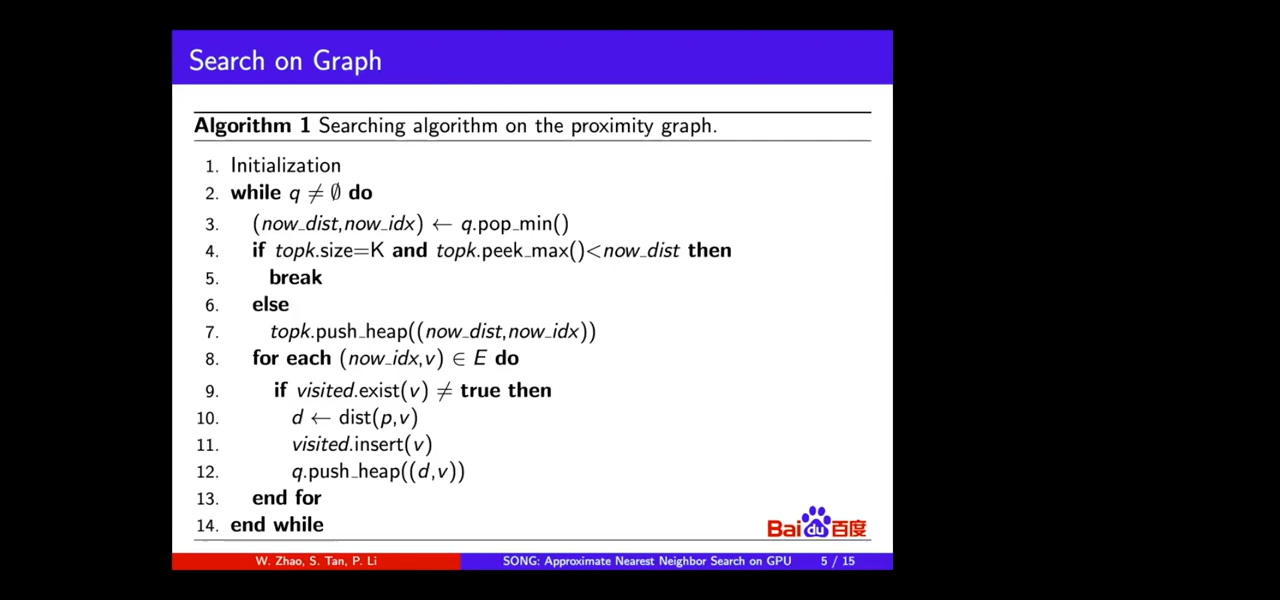 Search on Graph
Algorithm 1 Searching algorithm on the proximity graph.
1. Initialization
2. while q ≠ ∅ do
3. (now_dist,now_idx) ← q.pop_min()
4. if topk.size=K and topk.peek_max()<now_dist then
5. break
6. else
7. topk.push_heap((now_dist,now_idx))
8. for each (now_idx,v) ∈ E do
9. if visited.exist(v) ≠ true then
10. d ← dist(p,v)
11. visited.insert(v)
12. q.push_heap((d,v))
13. end for
14. end while
Bai du 百度
W. Zhao, S. Tan, P. Li
SONG: Approximate Nearest Neighbor Search on GPU
5 / 15